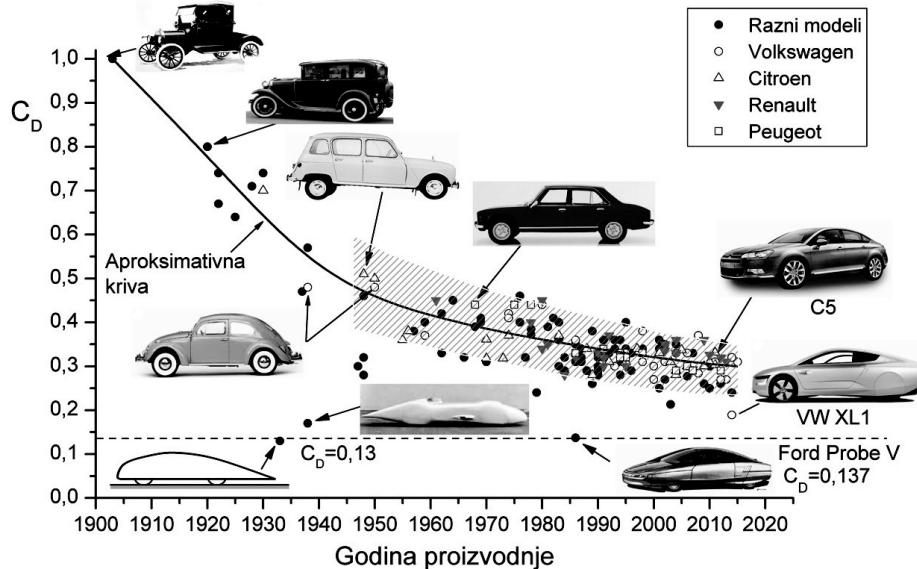 Razni modeli
Volkswagen
Citroen
Renault
Peugeot
C_D
1,0
0,9
0,8
0,7
0,6
0,5
0,4
0,3
0,2
0,1
0,0
Aproksimativna
kriva
C5
VW XL1
C_D=0,13
Ford Probe V
C_D=0,137
1900 1910 1920 1930 1940 1950 1960 1970 1980 1990 2000 2010 2020
Godina proizvodnje